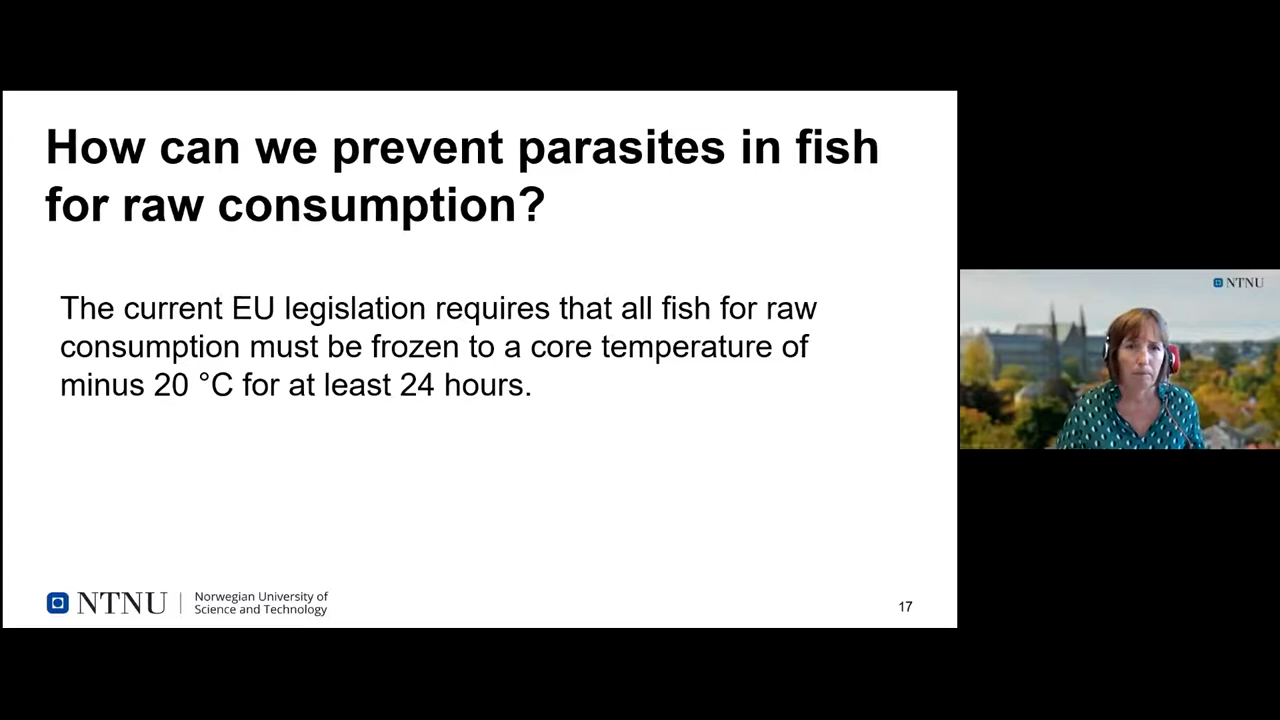 How can we prevent parasites in fish
for raw consumption?
The current EU legislation requires that all fish for raw
consumption must be frozen to a core temperature of
minus 20 °C for at least 24 hours.
NTNU
Norwegian University of
Science and Technology
17
NTNU